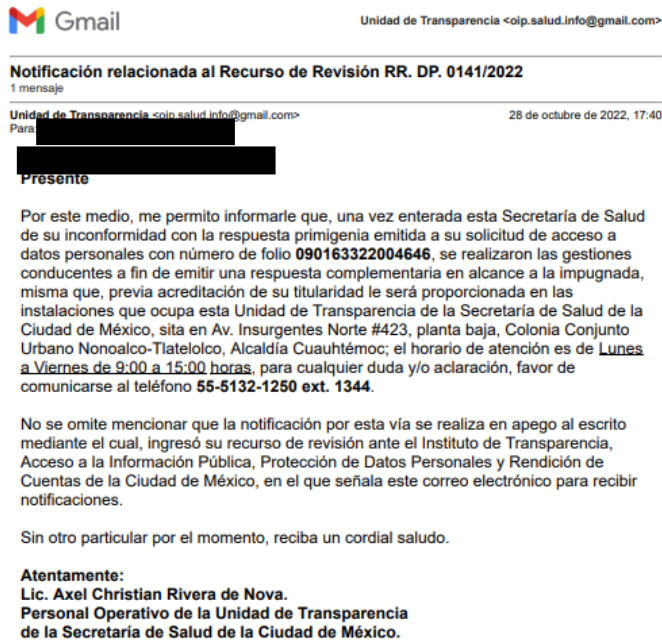 Gmail
Unidad de Transparencia <oip.salud.info@gmail.com>
Notificación relacionada al Recurso de Revisión RR. DP. 0141/2022
1 mensaje
Unidad de Transparencia <oip.salud.info@gmail.com>
28 de octubre de 2022, 17:40
Para:
Presente
Por este medio, me permito informarle que, una vez enterada esta Secretaría de Salud
de su inconformidad con la respuesta primigenia emitida a su solicitud de acceso a
datos personales con número de folio 090163322004646, se realizaron las gestiones
conducentes a fin de emitir una respuesta complementaria en alcance a la impugnada,
misma que, previa acreditación de su titularidad le será proporcionada en las
instalaciones que ocupa esta Unidad de Transparencia de la Secretaría de Salud de la
Ciudad de México, sita en Av. Insurgentes Norte #423, planta baja, Colonia Conjunto
Urbano Nonoalco-Tlatelolco, Alcaldía Cuauhtémoc; el horario de atención es de Lunes
a Viernes de 9:00 a 15:00 horas, para cualquier duda y/o aclaración, favor de
comunicarse al teléfono 55-5132-1250 ext. 1344.
No se omite mencionar que la notificación por esta vía se realiza en apego al escrito
mediante el cual, ingresó su recurso de revisión ante el Instituto de Transparencia,
Acceso a la Información Pública, Protección de Datos Personales y Rendición de
Cuentas de la Ciudad de México, en el que señala este correo electrónico para recibir
notificaciones.
Sin otro particular por el momento, reciba un cordial saludo.
Atentamente:
Lic. Axel Christian Rivera de Nova.
Personal Operativo de la Unidad de Transparencia
de la Secretaría de Salud de la Ciudad de México.